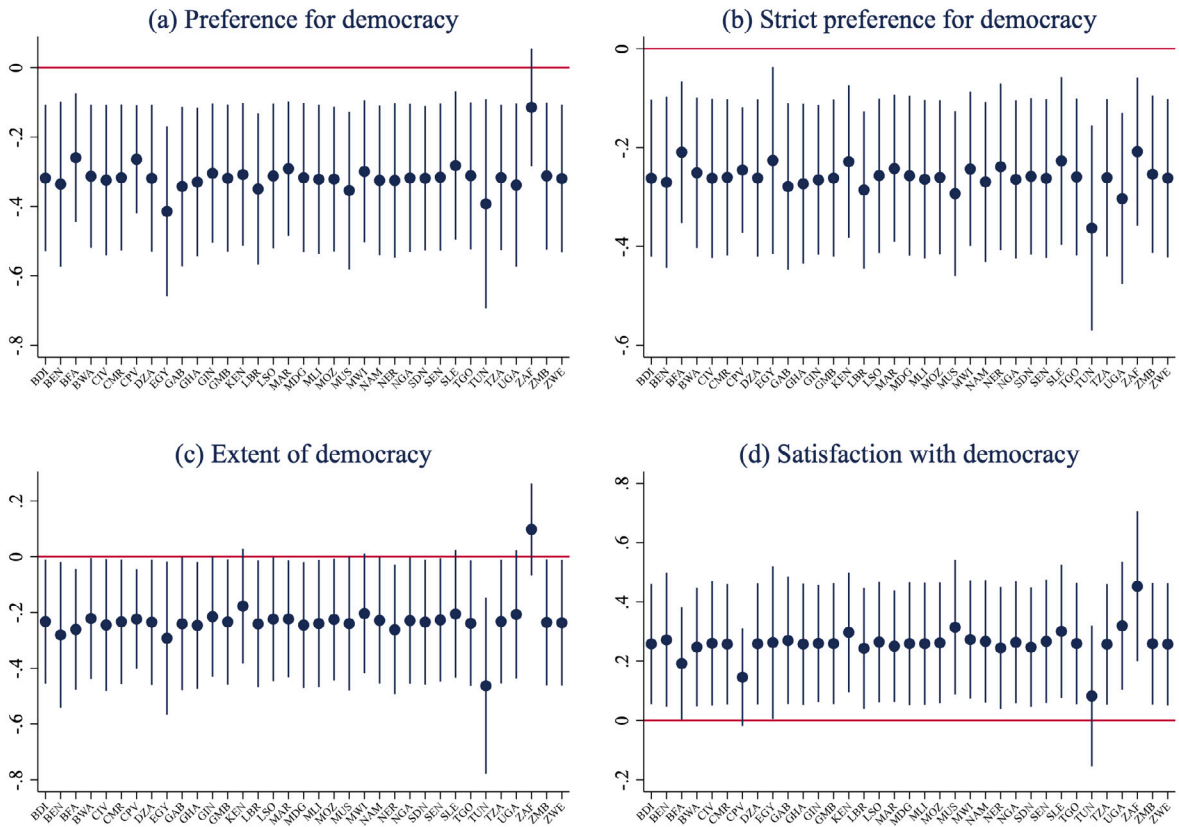 (a) Preference for democracy
0
-.2
-.4
-.6
-.8
BDI BEN BFA BWA CIV CMR CPV DZA EGY GAB GHA GIN GMB KEN LBR LSO MAR MDG MLI MOZ MUS MWI NAM NER NGA SDN SEN SLE TGO TUN TZA UGA ZAF ZMB ZWE
(b) Strict preference for democracy
0
-.2
-.4
-.6
BDI BEN BFA BWA CIV CMR CPV DZA EGY GAB GHA GIN GMB KEN LBR LSO MAR MDG MLI MOZ MUS MWI NAM NER NGA SDN SEN SLE TGO TUN TZA UGA ZAF ZMB ZWE
(c) Extent of democracy
.2
0
-.2
-.4
-.6
-.8
BDI BEN BFA BWA CIV CMR CPV DZA EGY GAB GHA GIN GMB KEN LBR LSO MAR MDG MLI MOZ MUS MWI NAM NER NGA SDN SEN SLE TGO TUN TZA UGA ZAF ZMB ZWE
(d) Satisfaction with democracy
.8
.6
.4
.2
0
-.2
BDI BEN BFA BWA CIV CMR CPV DZA EGY GAB GHA GIN GMB KEN LBR LSO MAR MDG MLI MOZ MUS MWI NAM NER NGA SDN SEN SLE TGO TUN TZA UGA ZAF ZMB ZWE